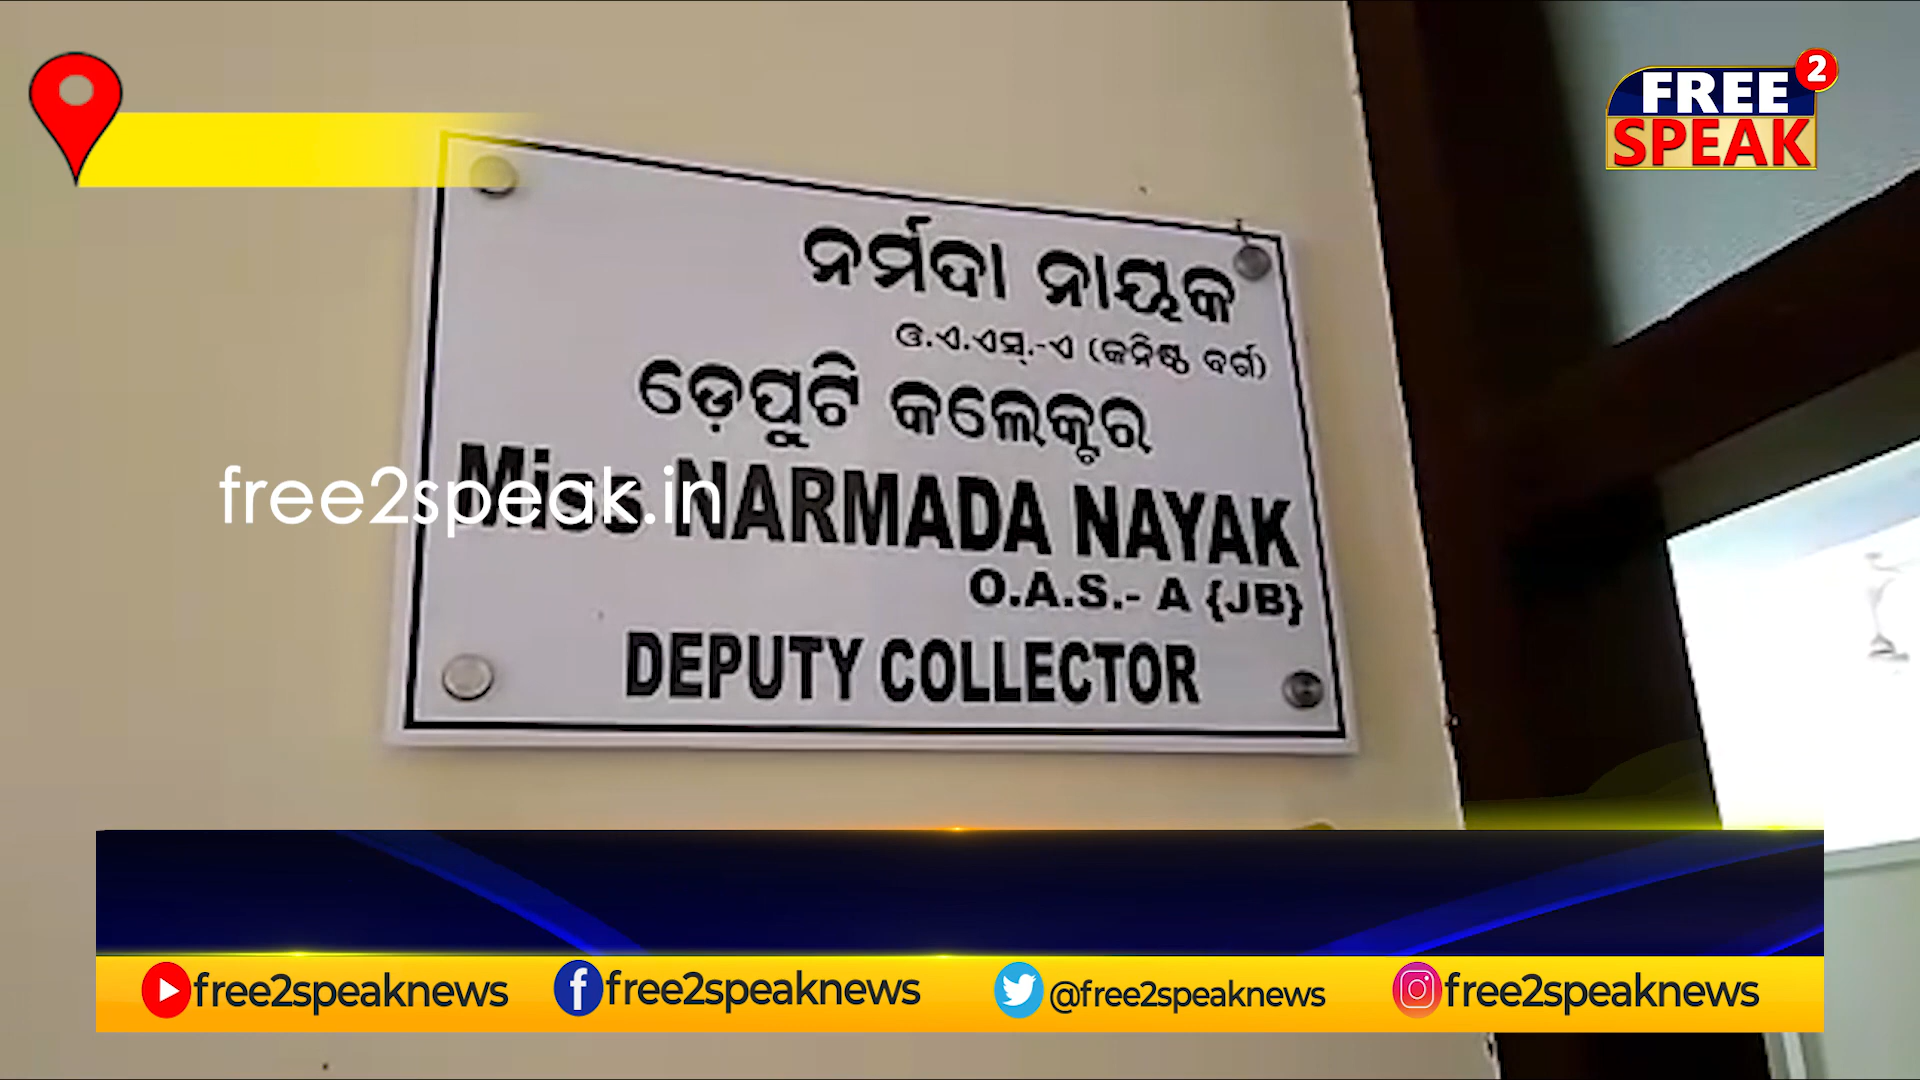 FREE 2
SPEAK
ନର୍ମଦା ନାୟକ
ଓ.ଏ.ଏସ୍.-ଏ (କନିଷ୍ଠ ବର୍ଗ)
ଡ଼େପୁଟି କଲେକ୍ଟର
Miss NARMADA NAYAK
free2speak.in
O.A.S.- A {JB}
DEPUTY COLLECTOR
free2speaknews free2speaknews @free2speaknews free2speaknews